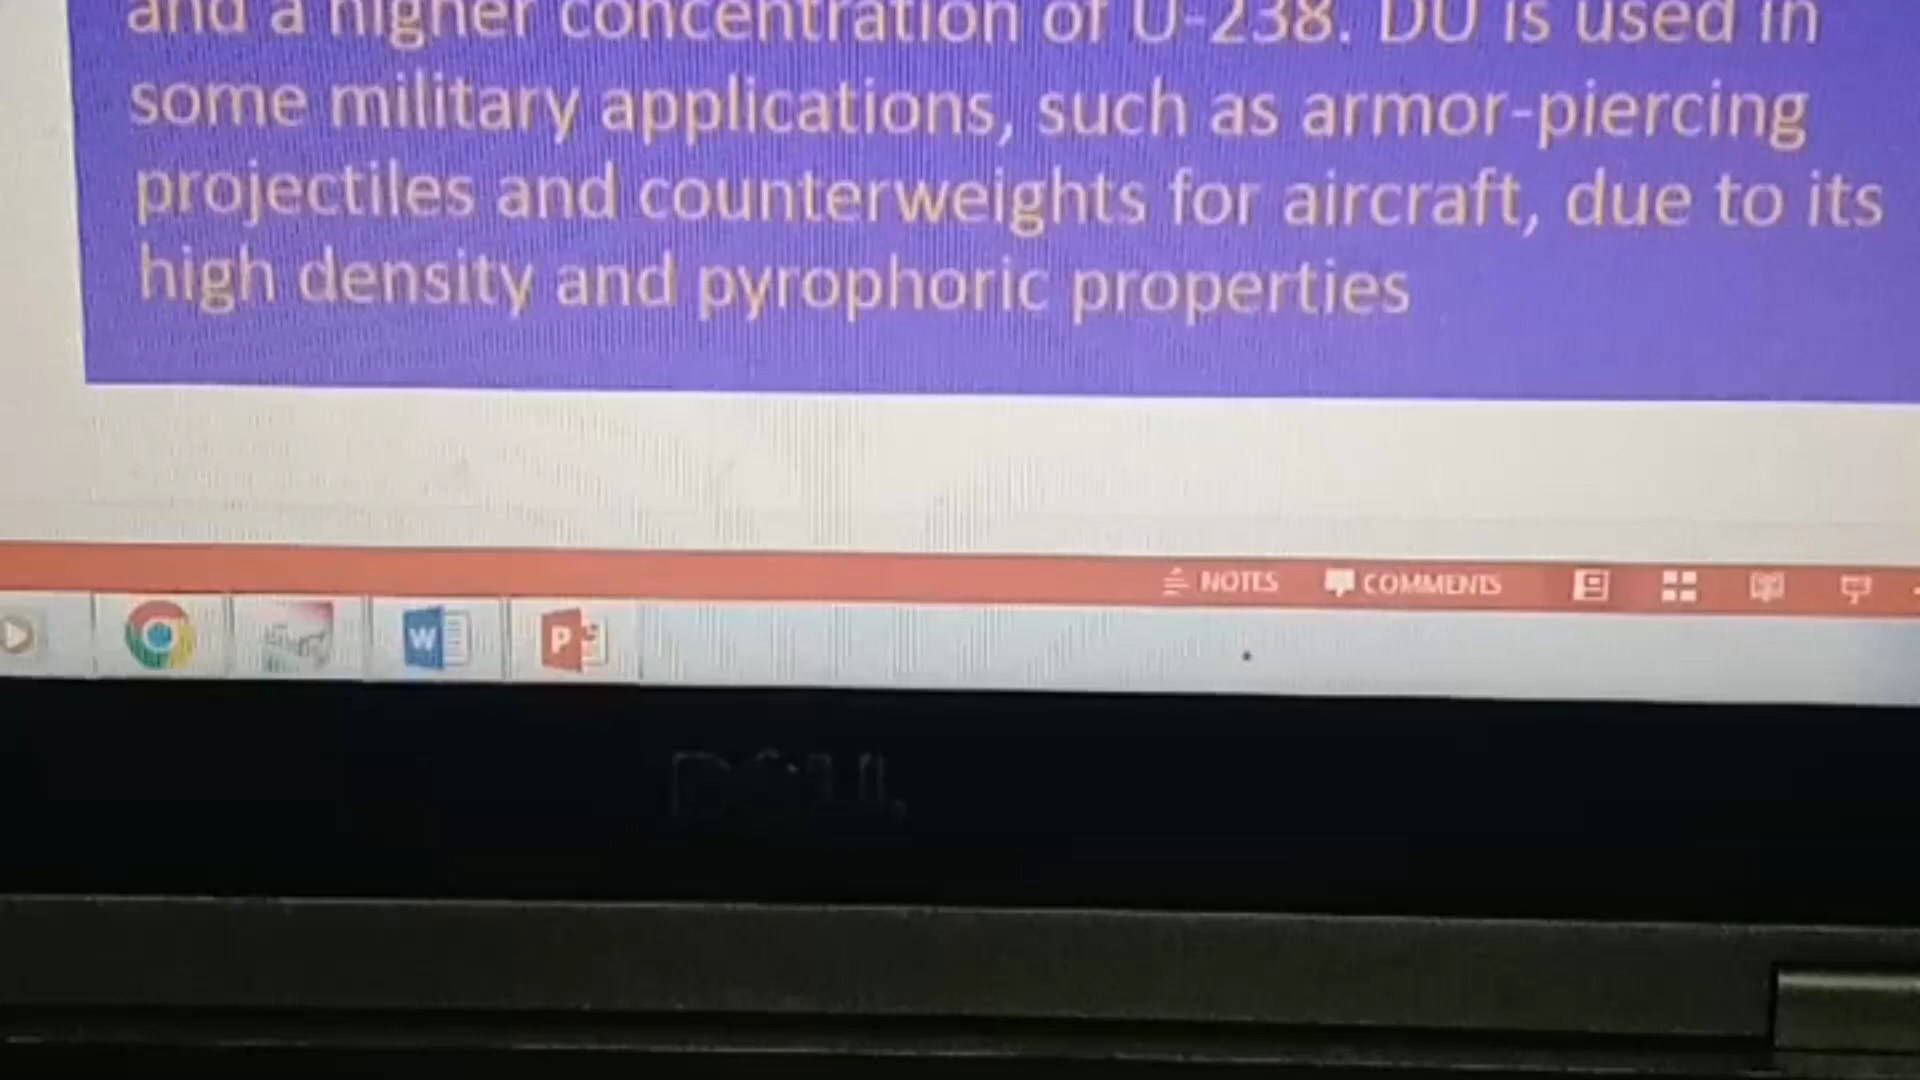 and a higher concentration of U-238. DU is used in
some military applications, such as armor-piercing
projectiles and counterweights for aircraft, due to its
high density and pyrophoric properties
NOTES COMMENTS
W P
DELL